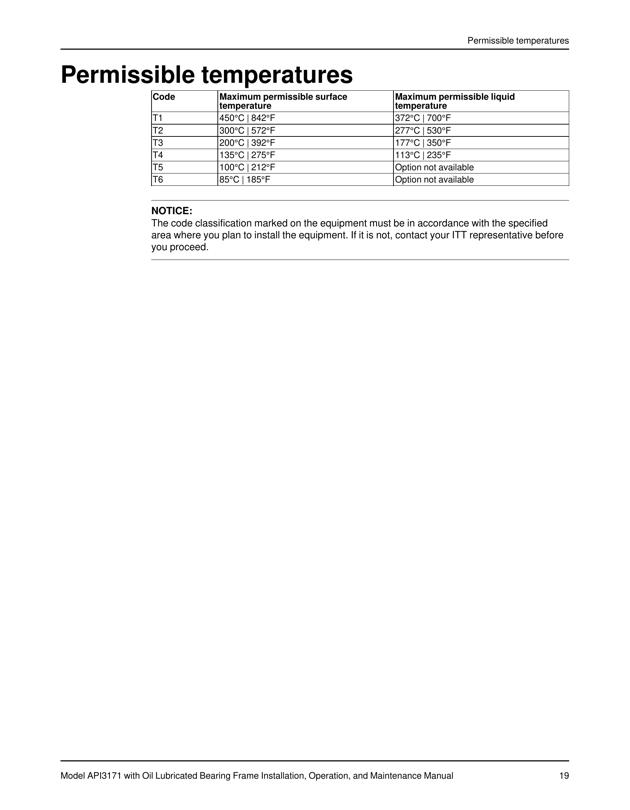 Permissible temperatures
Permissible temperatures
Code Maximum permissible surface temperature Maximum permissible liquid temperature
T1 450°C | 842°F 372°C | 700°F
T2 300°C | 572°F 277°C | 530°F
T3 200°C | 392°F 177°C | 350°F
T4 135°C | 275°F 113°C | 235°F
T5 100°C | 212°F Option not available
T6 85°C | 185°F Option not available
NOTICE:
The code classification marked on the equipment must be in accordance with the specified
area where you plan to install the equipment. If it is not, contact your ITT representative before
you proceed.
Model API3171 with Oil Lubricated Bearing Frame Installation, Operation, and Maintenance Manual 19